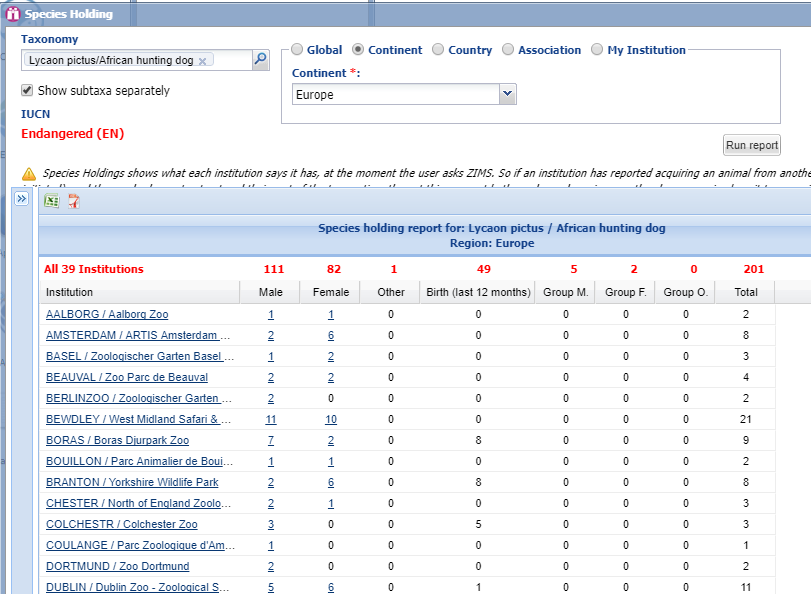 Species Holding
Taxonomy
Lycaon pictus/African hunting dog
Show subtaxa separately
IUCN
Endangered (EN)
Global Continent Country Association My Institution
Continent *:
Europe
Run report
Species Holdings shows what each institution says it has, at the moment the user asks ZIMS. So if an institution has reported acquiring an animal from anothe
Species holding report for: Lycaon pictus / African hunting dog
Region: Europe
All 39 Institutions 111 82 1 49 5 2 0 201
Institution Male Female Other Birth (last 12 months) Group M. Group F. Group O. Total
AALBORG / Aalborg Zoo 1 1 0 0 0 0 0 2
AMSTERDAM / ARTIS Amsterdam ... 2 6 0 0 0 0 0 8
BASEL / Zoologischer Garten Basel ... 1 2 0 0 0 0 0 3
BEAUVAL / Zoo Parc de Beauval 2 2 0 0 0 0 0 4
BERLINZOO / Zoologischer Garten ... 2 0 0 0 0 0 0 2
BEWDLEY / West Midland Safari & ... 11 10 0 0 0 0 0 21
BORAS / Boras Djurpark Zoo 7 2 0 8 0 0 0 9
BOUILLON / Parc Animalier de Boui... 1 1 0 0 0 0 0 2
BRANTON / Yorkshire Wildlife Park 2 6 0 8 0 0 0 8
CHESTER / North of England Zoolo... 2 1 0 0 0 0 0 3
COLCHESTR / Colchester Zoo 3 0 0 5 0 0 0 3
COULANGE / Parc Zoologique d'Am... 1 0 0 0 0 0 0 1
DORTMUND / Zoo Dortmund 2 0 0 0 0 0 0 2
DUBLIN / Dublin Zoo - Zoological S... 5 6 0 1 0 0 0 11